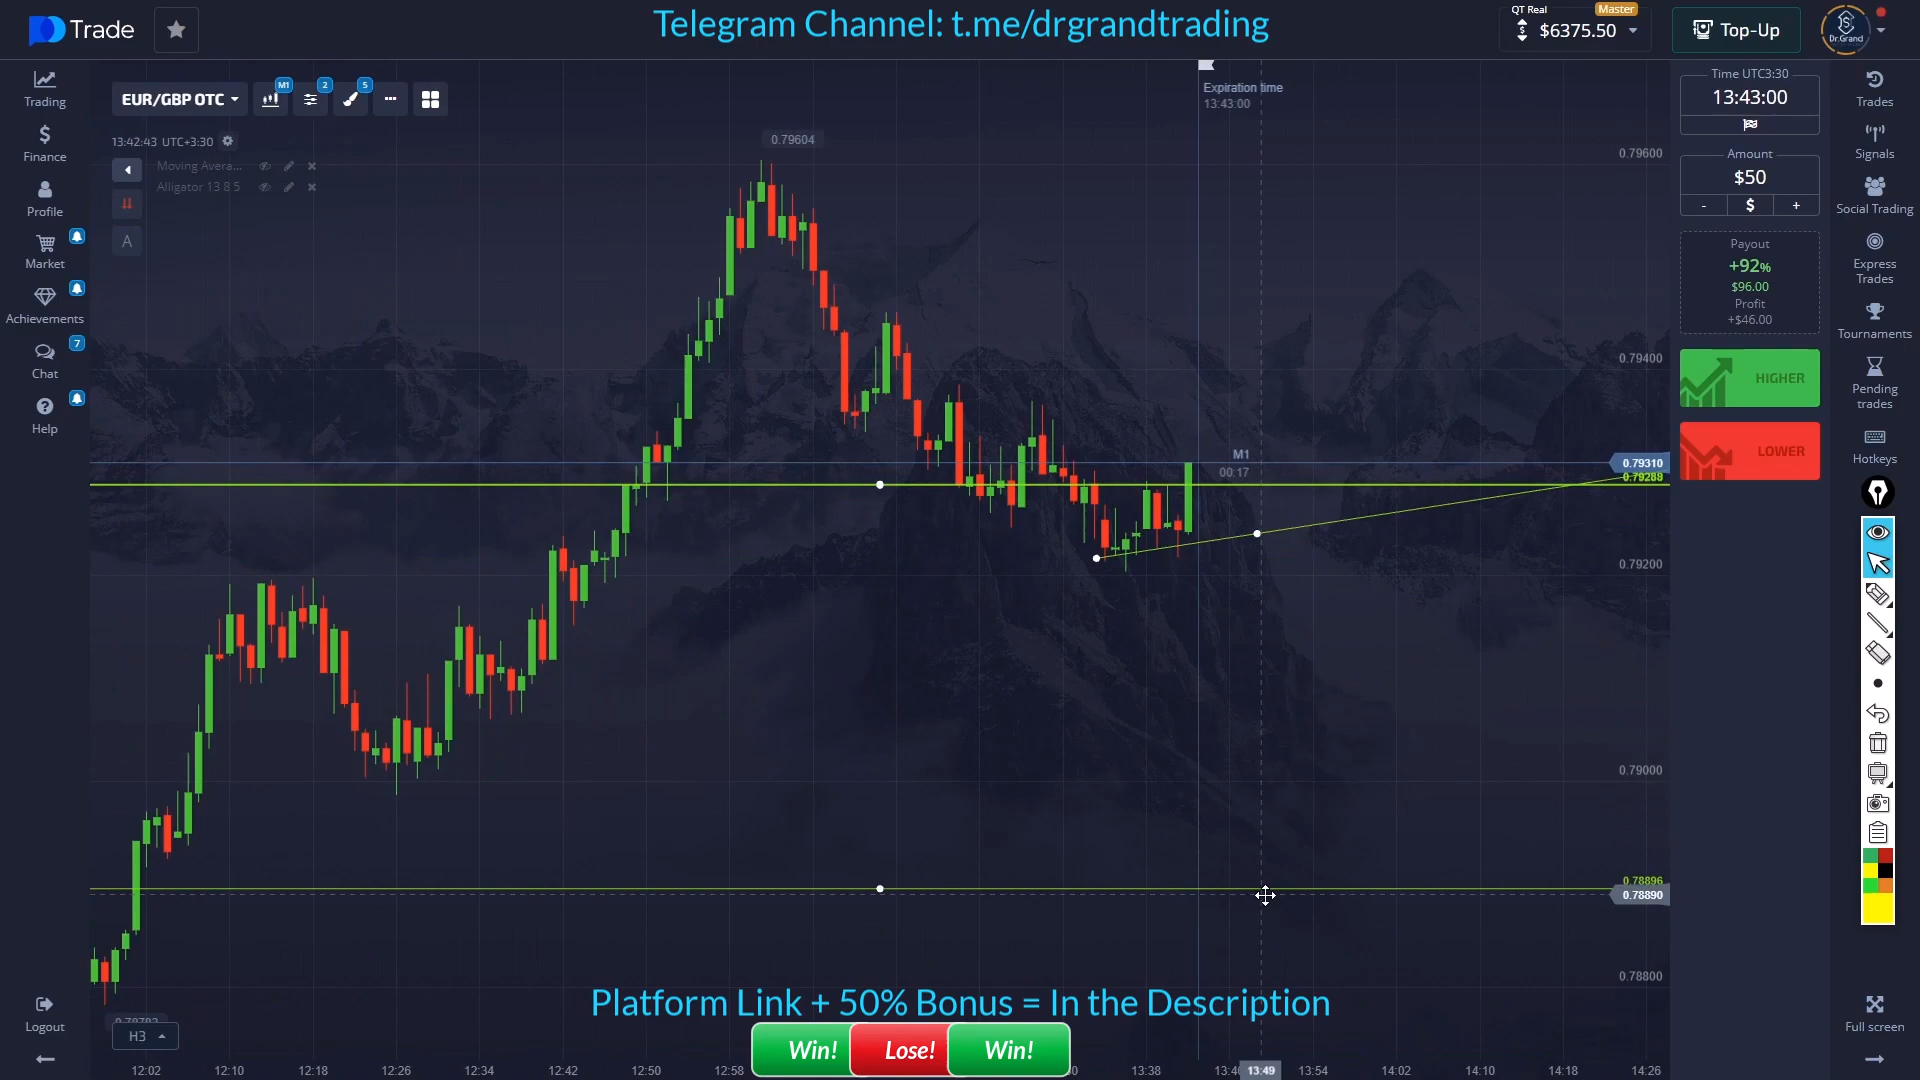 Trade
Telegram Channel: t.me/drgrandtrading
QT Real
Master
$6375.50
Top-Up
Dr.Grand
Trading
Finance
Profile
Market
Achievements
7
Chat
Help
Logout
EUR/GBP OTC
M1
2
5
13:42:43 UTC+3:30
Moving Avera...
Alligator 13 8 5
A
0.79604
Expiration time
13:43:00
M1
00:17
0.79600
0.79400
0.79310
0.79288
0.79200
0.79000
0.78896
0.78890
0.78800
Time UTC3:30
13:43:00
Amount
$50
- $ +
Payout
+92%
$96.00
Profit
+$46.00
HIGHER
LOWER
Trades
Signals
Social Trading
Express
Trades
Tournaments
Pending
trades
Hotkeys
Full screen
Platform Link + 50% Bonus = In the Description
H3
Win! Lose! Win!
12:02 12:10 12:18 12:26 12:34 12:42 12:50 12:58 13:38 13:49 13:54 14:02 14:10 14:18 14:26